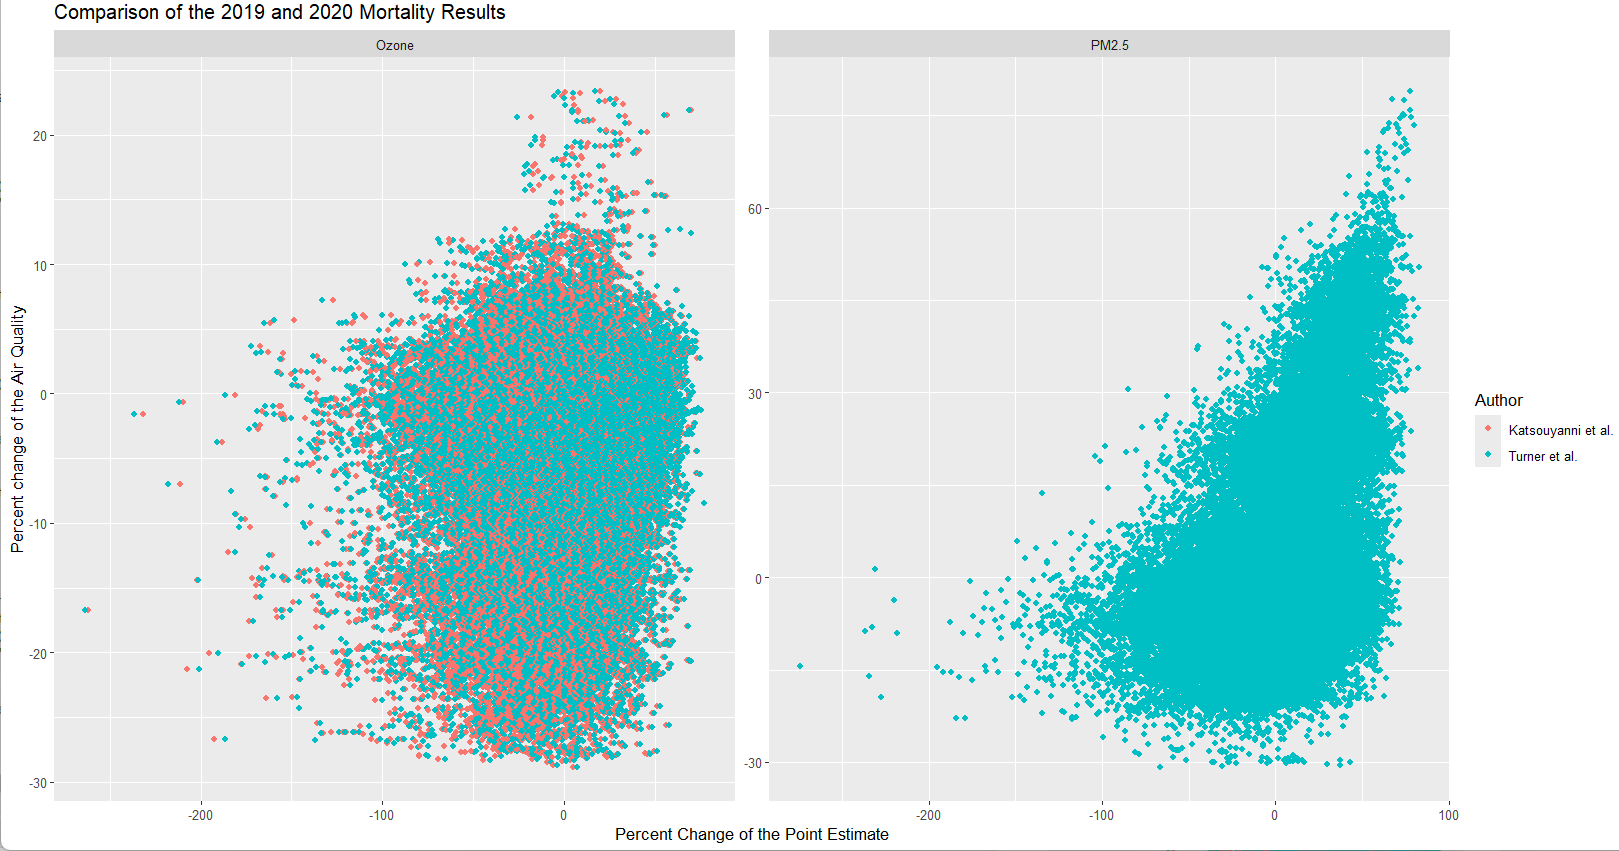 Comparison of the 2019 and 2020 Mortality Results
Ozone
PM2.5
Percent change of the Air Quality
20
10
0
-10
-20
-30
60
30
0
-30
-200
-100
0
-200
-100
0
100
Percent Change of the Point Estimate
Author
Katsouyanni et al.
Turner et al.